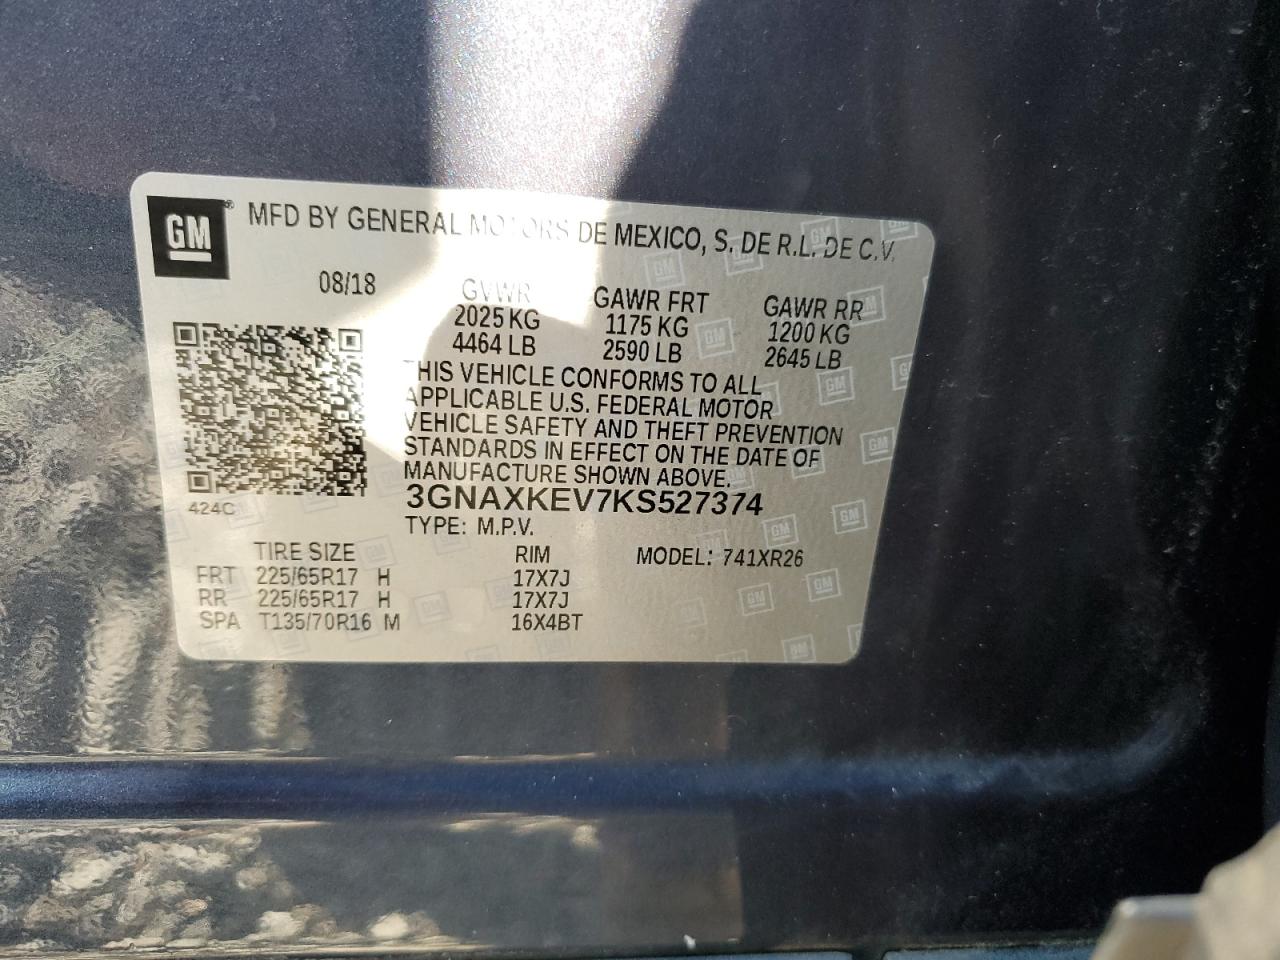 GM® MFD BY GENERAL MOTORS DE MEXICO, S. DE R.L. DE C.V.
08/18 GVWR GAWR FRT GAWR RR
2025 KG 1175 KG 1200 KG
4464 LB 2590 LB 2645 LB
THIS VEHICLE CONFORMS TO ALL
APPLICABLE U.S. FEDERAL MOTOR
VEHICLE SAFETY AND THEFT PREVENTION
STANDARDS IN EFFECT ON THE DATE OF
MANUFACTURE SHOWN ABOVE.
424C 3GNAXKEV7KS527374
TYPE: M.P.V.
TIRE SIZE RIM MODEL: 741XR26
FRT 225/65R17 H 17X7J
RR 225/65R17 H 17X7J
SPA T135/70R16 M 16X4BT